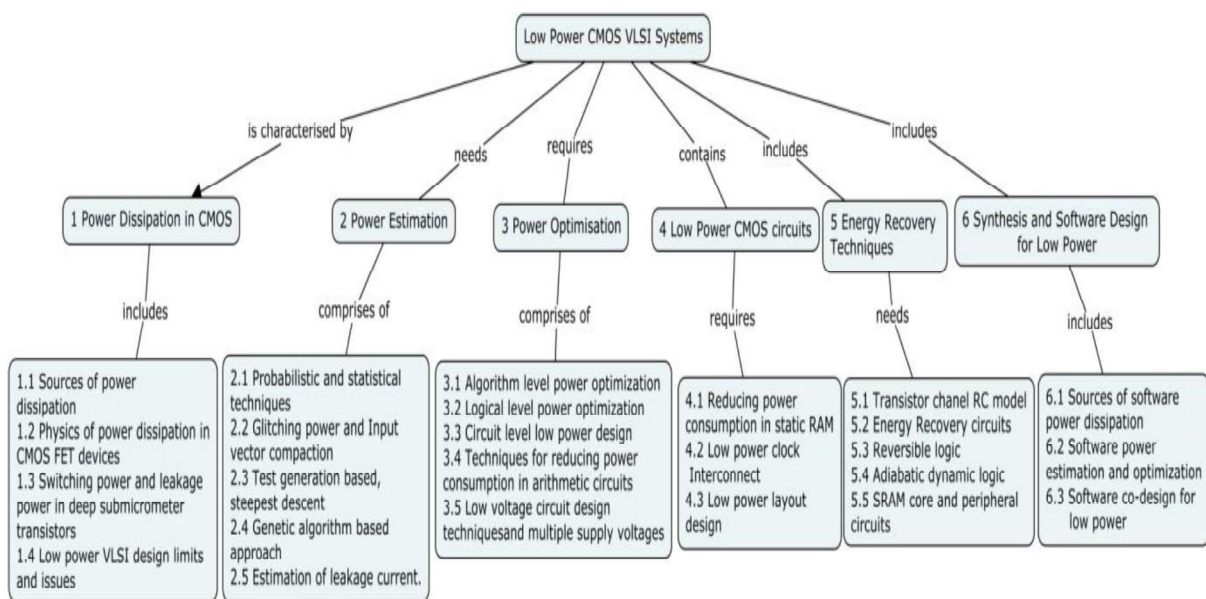 Low Power CMOS VLSI Systems
is characterised by
needs
requires
contains
includes
includes
1 Power Dissipation in CMOS
2 Power Estimation
3 Power Optimisation
4 Low Power CMOS circuits
5 Energy Recovery
Techniques
6 Synthesis and Software Design
for Low Power
includes
comprises of
comprises of
requires
needs
includes
1.1 Sources of power
dissipation
1.2 Physics of power dissipation in
CMOS FET devices
1.3 Switching power and leakage
power in deep submicrometer
transistors
1.4 Low power VLSI design limits
and issues
2.1 Probabilistic and statistical
techniques
2.2 Glitching power and Input
vector compaction
2.3 Test generation based,
steepest descent
2.4 Genetic algorithm based
approach
2.5 Estimation of leakage current.
3.1 Algorithm level power optimization
3.2 Logical level power optimization
3.3 Circuit level low power design
3.4 Techniques for reducing power
consumption in arithmetic circuits
3.5 Low voltage circuit design
techniquesand multiple supply voltages
4.1 Reducing power
consumption in static RAM
4.2 Low power clock
Interconnect
4.3 Low power layout
design
5.1 Transistor chanel RC model
5.2 Energy Recovery circuits
5.3 Reversible logic
5.4 Adiabatic dynamic logic
5.5 SRAM core and peripheral
circuits
6.1 Sources of software
power dissipation
6.2 Software power
estimation and optimization
6.3 Software co-design for
low power